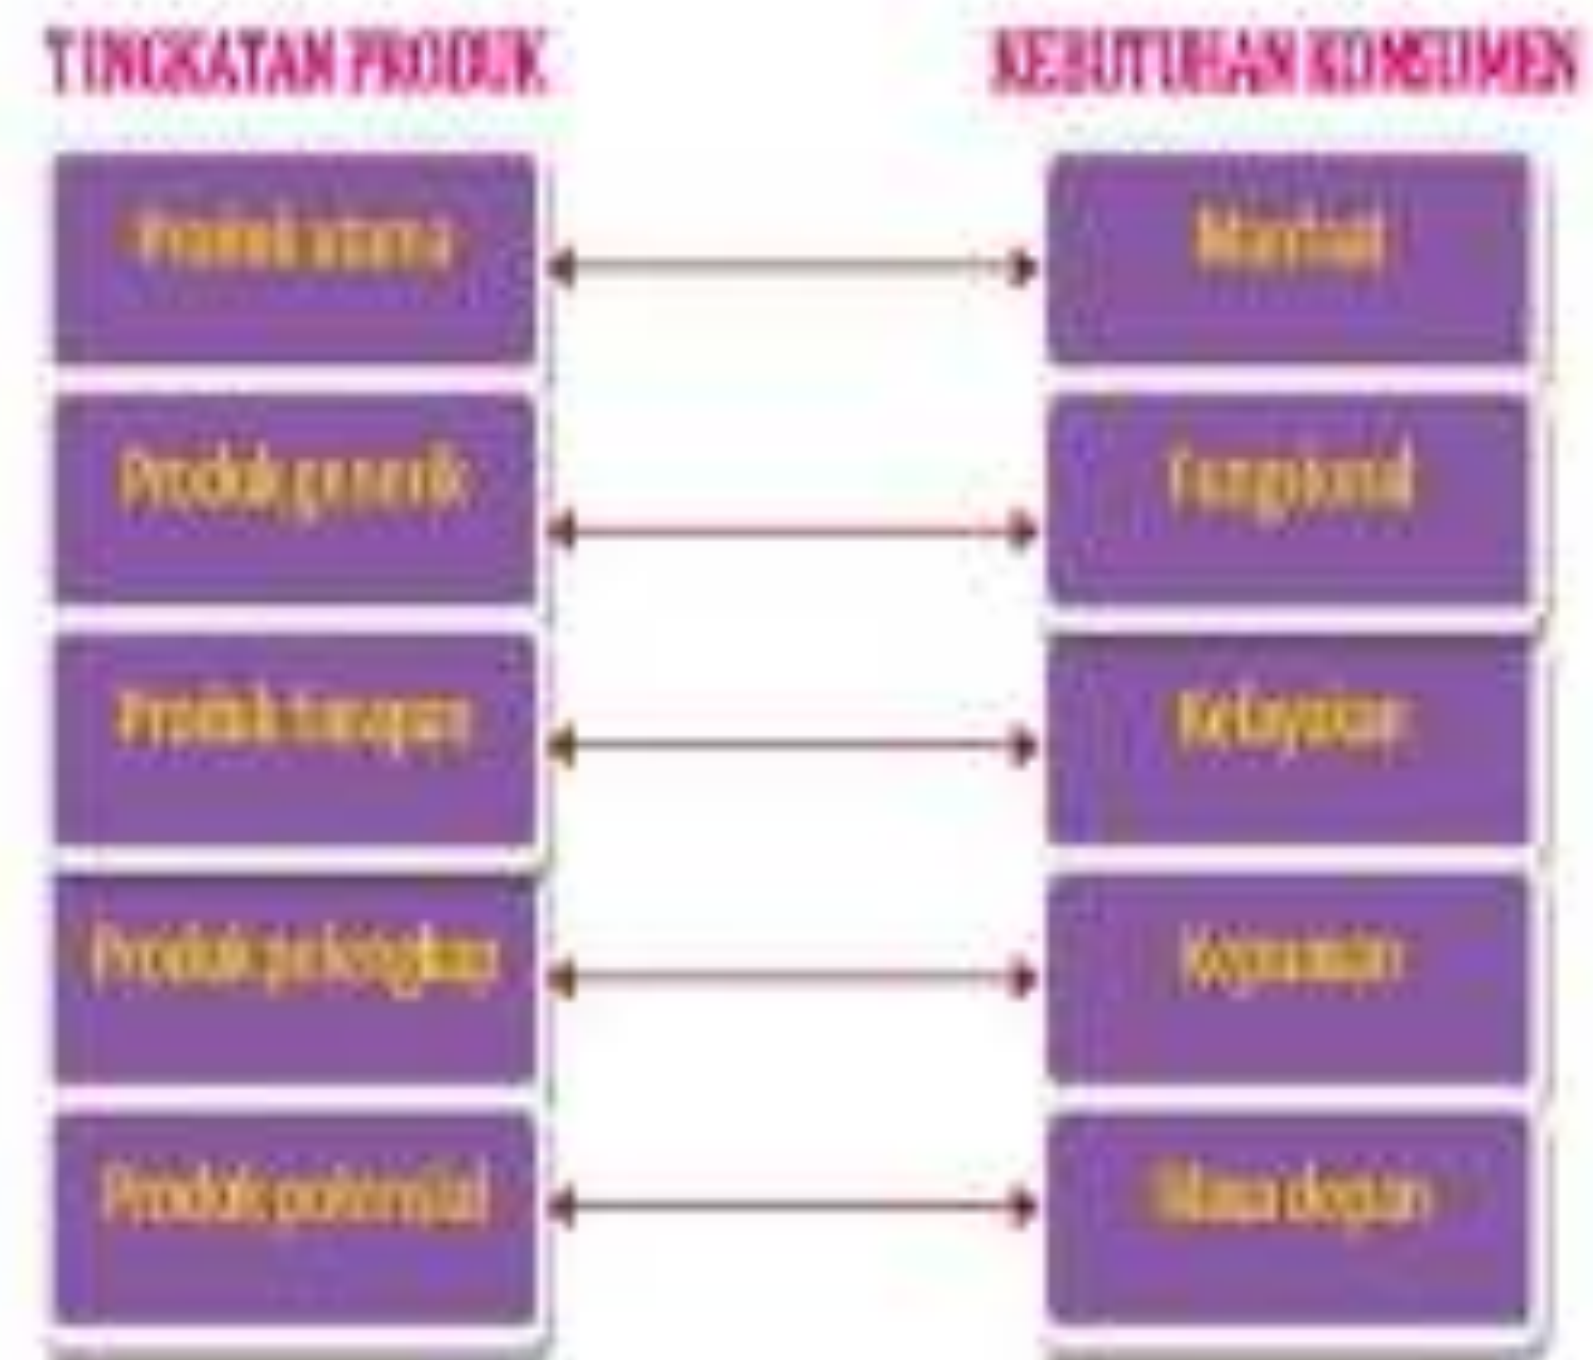 TINGKATAN PRODUK
KEBUTUHAN KONSUMEN
Produk utama
Manfaat
Produk generik
Fungsional
Produk harapan
Kelayakan
Produk pelengkap
Kepuasan
Produk potensial
Masa depan